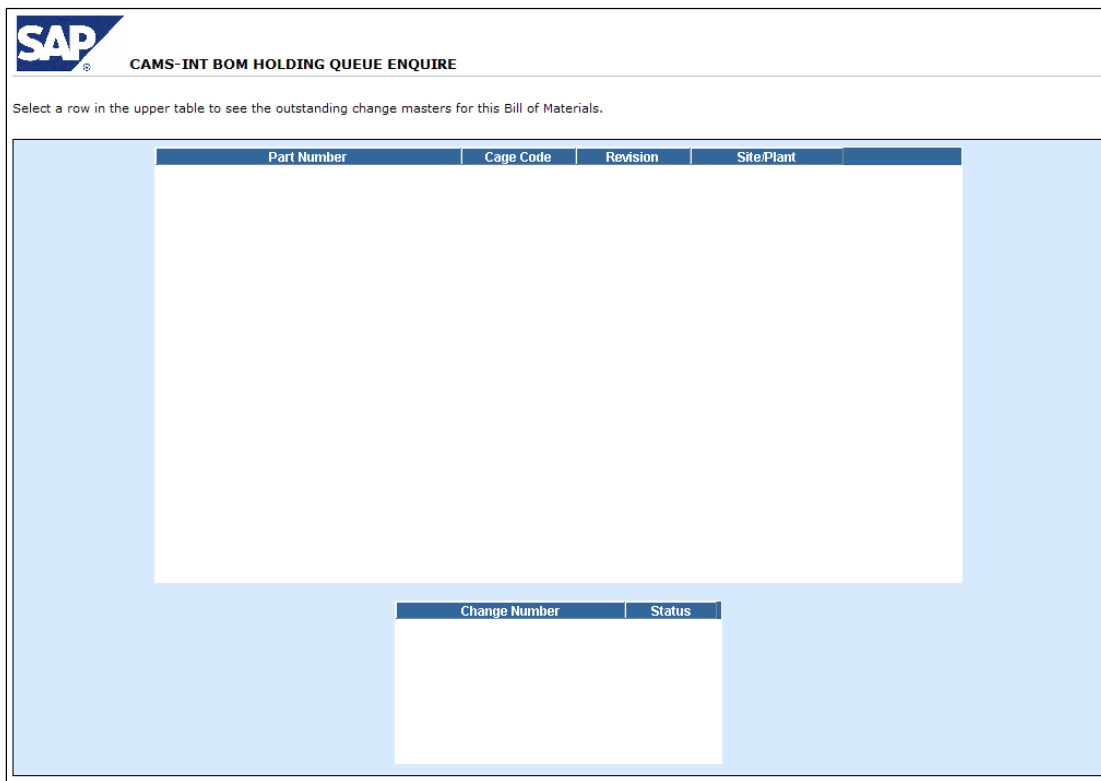 SAP
®
CAMS-INT BOM HOLDING QUEUE ENQUIRE
Select a row in the upper table to see the outstanding change masters for this Bill of Materials.
Part Number Cage Code Revision Site/Plant
Change Number Status